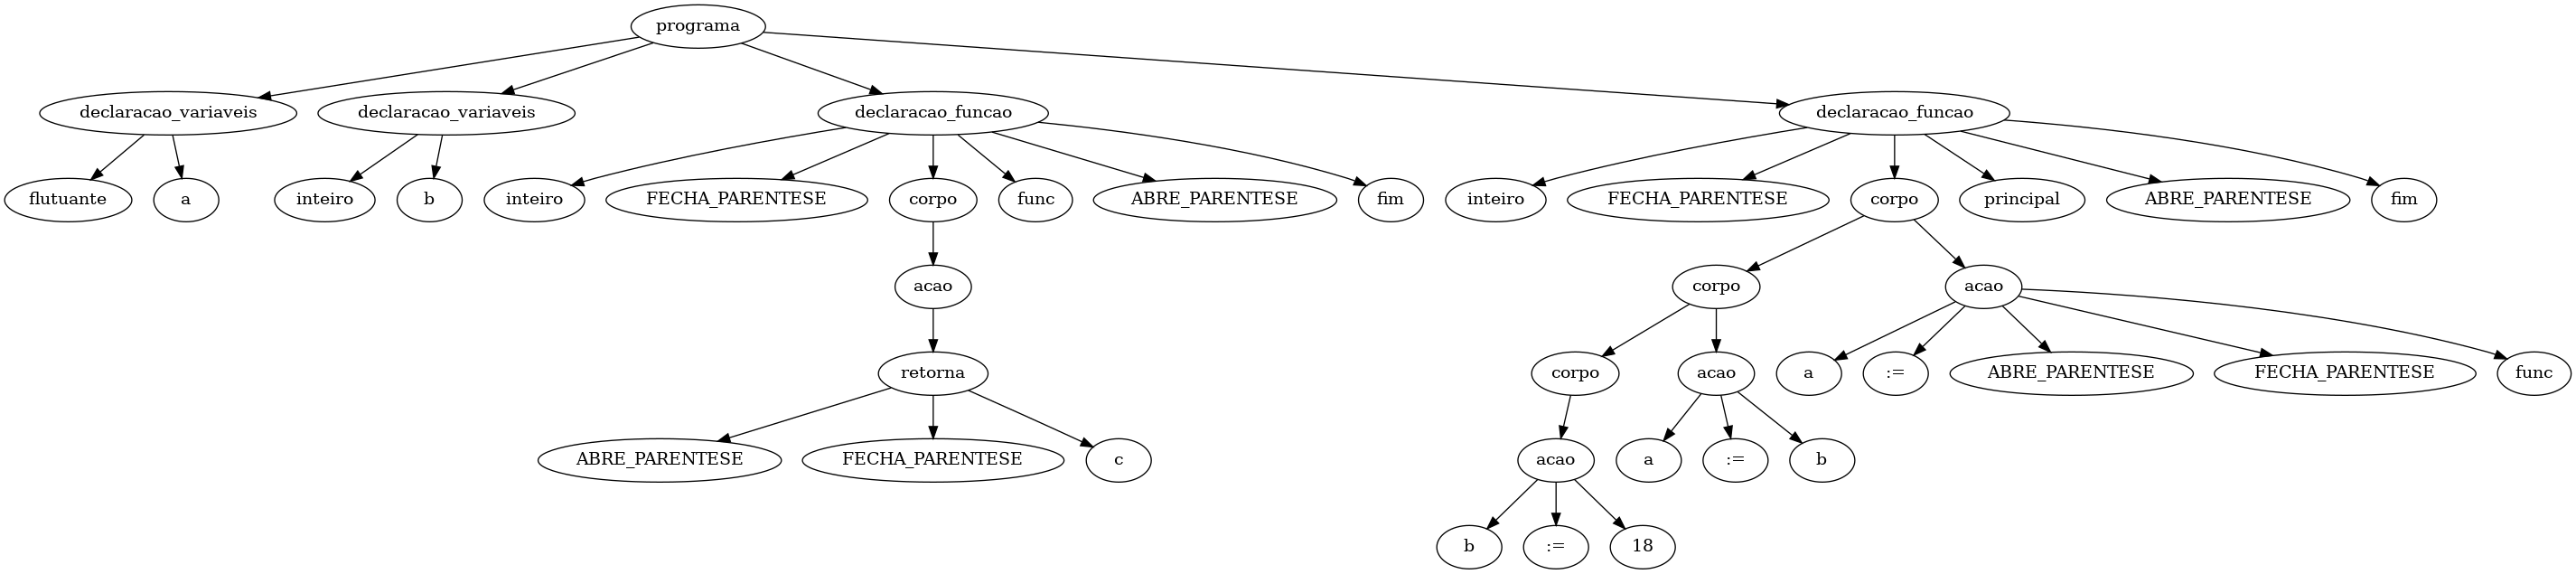 programa
declaracao_variaveis declaracao_variaveis declaracao_funcao declaracao_funcao
flutuante a inteiro b inteiro FECHA_PARENTESE corpo func ABRE_PARENTESE fim inteiro FECHA_PARENTESE corpo principal ABRE_PARENTESE fim
acao corpo acao
retorna corpo acao a := ABRE_PARENTESE FECHA_PARENTESE func
ABRE_PARENTESE FECHA_PARENTESE c acao a := b
b := 18